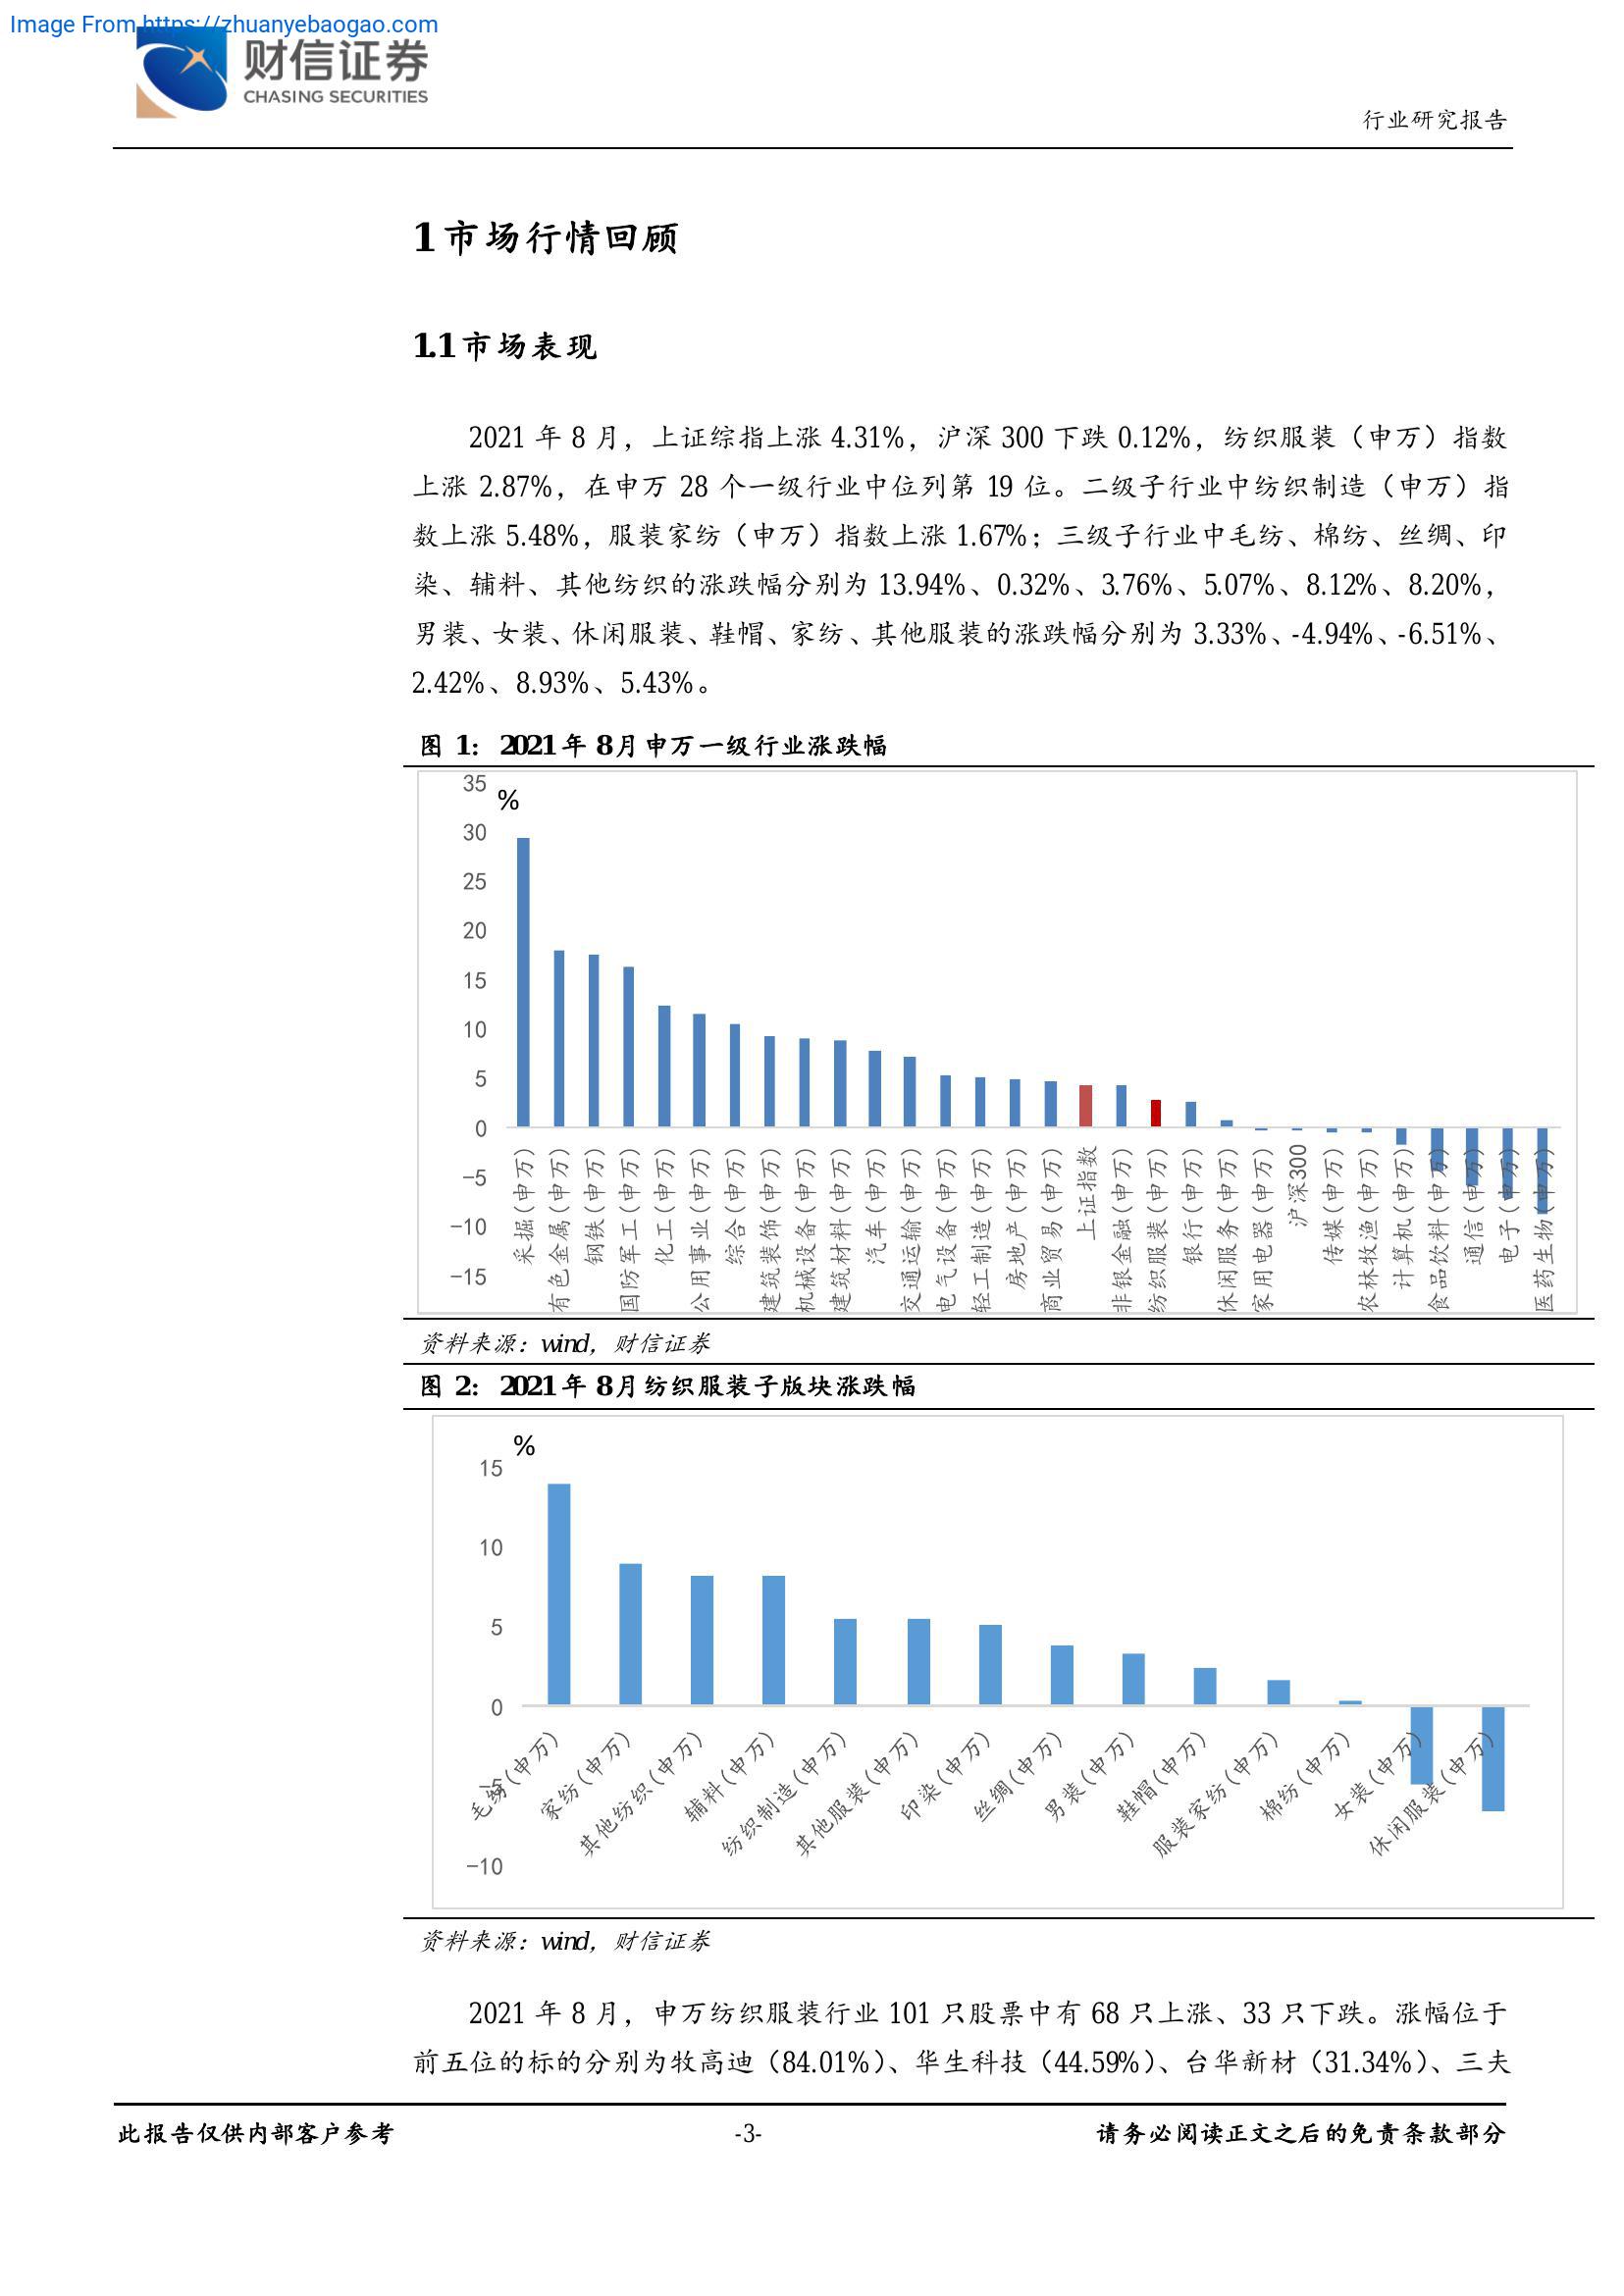 Image From https://zhuanyebaogao.com
财信证券
CHASING SECURITIES
行业研究报告
1 市场行情回顾
1.1 市场表现
2021 年 8 月，上证综指上涨 4.31%，沪深 300 下跌 0.12%，纺织服装（申万）指数
上涨 2.87%，在申万 28 个一级行业中位列第 19 位。二级子行业中纺织制造（申万）指
数上涨 5.48%，服装家纺（申万）指数上涨 1.67%；三级子行业中毛纺、棉纺、丝绸、印
染、辅料、其他纺织的涨跌幅分别为 13.94%、0.32%、3.76%、5.07%、8.12%、8.20%，
男装、女装、休闲服装、鞋帽、家纺、其他服装的涨跌幅分别为 3.33%、-4.94%、-6.51%、
2.42%、8.93%、5.43%。
图 1：2021 年 8 月申万一级行业涨跌幅
%
35
30
25
20
15
10
5
0
-5
-10
-15
采掘(申万)
有色金属(申万)
钢铁(申万)
国防军工(申万)
化工(申万)
公用事业(申万)
综合(申万)
建筑装饰(申万)
机械设备(申万)
建筑材料(申万)
汽车(申万)
交通运输(申万)
电气设备(申万)
轻工制造(申万)
房地产(申万)
商业贸易(申万)
上证指数
非银金融(申万)
纺织服装(申万)
银行(申万)
休闲服务(申万)
家用电器(申万)
沪深300
传媒(申万)
农林牧渔(申万)
计算机(申万)
食品饮料(申万)
通信(申万)
电子(申万)
医药生物(申万)
资料来源：wind，财信证券
图 2：2021 年 8 月纺织服装子版块涨跌幅
%
15
10
5
0
-5
-10
毛纺(申万)
家纺(申万)
其他纺织(申万)
辅料(申万)
纺织制造(申万)
其他服装(申万)
印染(申万)
丝绸(申万)
男装(申万)
鞋帽(申万)
服装家纺(申万)
棉纺(申万)
女装(申万)
休闲服装(申万)
资料来源：wind，财信证券
2021 年 8 月，申万纺织服装行业 101 只股票中有 68 只上涨、33 只下跌。涨幅位于
前五位的标的分别为牧高迪（84.01%）、华生科技（44.59%）、台华新材（31.34%）、三夫
此报告仅供内部客户参考
-3-
请务必阅读正文之后的免责条款部分